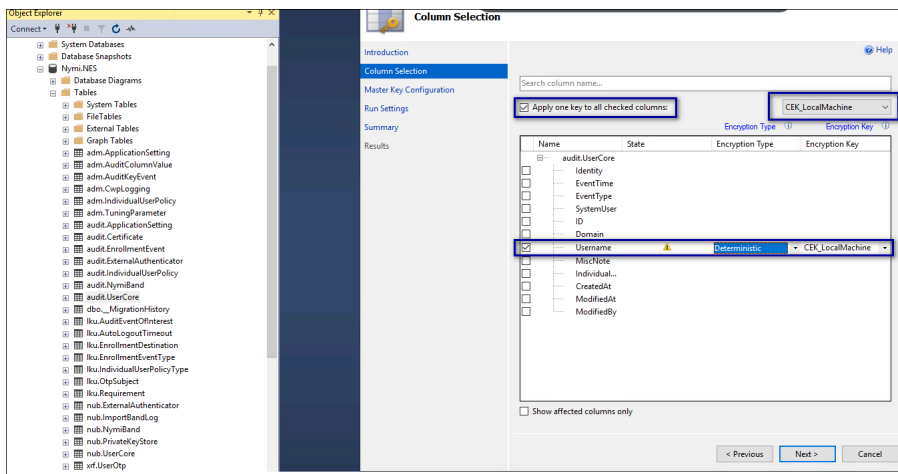 Object Explorer
Connect
System Databases
Database Snapshots
Nymi.NES
Database Diagrams
Tables
System Tables
FileTables
External Tables
Graph Tables
adm.ApplicationSetting
adm.AuditColumnValue
adm.AuditKeyEvent
adm.CwpLogging
adm.IndividualUserPolicy
adm.TuningParameter
audit.ApplicationSetting
audit.Certificate
audit.EnrollmentEvent
audit.ExternalAuthenticator
audit.IndividualUserPolicy
audit.NymiBand
audit.UserCore
dbo.__MigrationHistory
lku.AuditEventOfInterest
lku.AutoLogoutTimeout
lku.EnrollmentDestination
lku.EnrollmentEventType
lku.IndividualUserPolicyType
lku.OtpSubject
lku.Requirement
nub.ExternalAuthenticator
nub.ImportBandLog
nub.NymiBand
nub.PrivateKeyStore
nub.UserCore
xrf.UserOtp
Column Selection
Introduction
Column Selection
Master Key Configuration
Run Settings
Summary
Results
Help
Search column name...
Apply one key to all checked columns: CEK_LocalMachine
Encryption Type Encryption Key
Name State Encryption Type Encryption Key
audit.UserCore
Identity
EventTime
EventType
SystemUser
ID
Domain
Username Deterministic CEK_LocalMachine
MiscNote
Individual...
CreatedAt
ModifiedAt
ModifiedBy
Show affected columns only
< Previous Next > Cancel